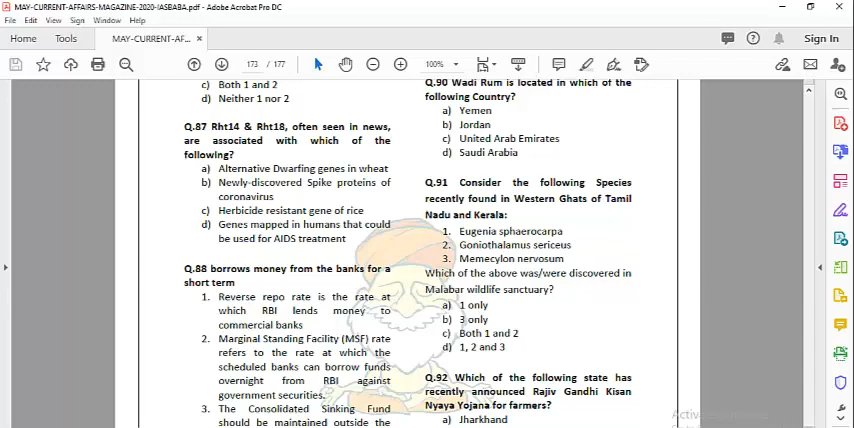 MAY-CURRENT-AFFAIRS-MAGAZINE-2020-IASBABA.pdf - Adobe Acrobat Pro DC
File Edit View Sign Window Help
Home Tools MAY-CURRENT-AF... × Sign In
173 / 177 100%
c) Both 1 and 2
d) Neither 1 nor 2
Q.87 Rht14 & Rht18, often seen in news,
are associated with which of the
following?
a) Alternative Dwarfing genes in wheat
b) Newly-discovered Spike proteins of
coronavirus
c) Herbicide resistant gene of rice
d) Genes mapped in humans that could
be used for AIDS treatment
Q.88 borrows money from the banks for a
short term
1. Reverse repo rate is the rate at
which RBI lends money to
commercial banks
2. Marginal Standing Facility (MSF) rate
refers to the rate at which the
scheduled banks can borrow funds
overnight from RBI against
government securities.
3. The Consolidated Sinking Fund
should be maintained outside the
Q.90 Wadi Rum is located in which of the
following Country?
a) Yemen
b) Jordan
c) United Arab Emirates
d) Saudi Arabia
Q.91 Consider the following Species
recently found in Western Ghats of Tamil
Nadu and Kerala:
1. Eugenia sphaerocarpa
2. Goniothalamus sericeus
3. Memecylon nervosum
Which of the above was/were discovered in
Malabar wildlife sanctuary?
a) 1 only
b) 3 only
c) Both 1 and 2
d) 1, 2 and 3
Q.92 Which of the following state has
recently announced Rajiv Gandhi Kisan
Nyaya Yojana for farmers?
a) Jharkhand